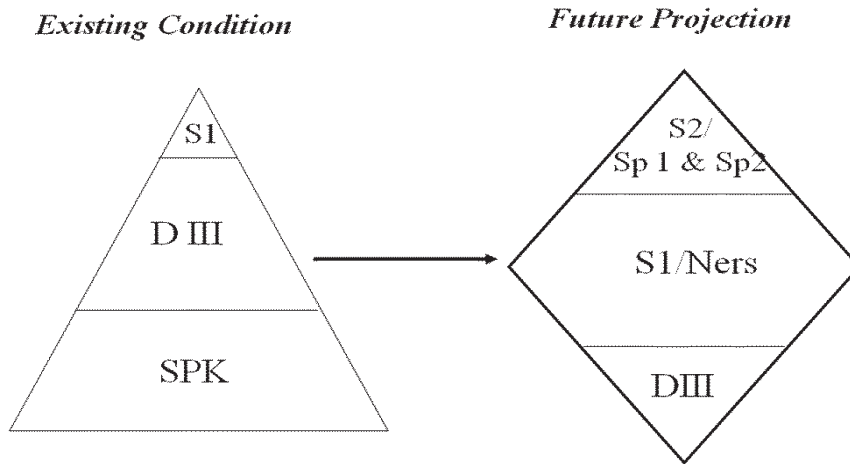 Existing Condition
Future Projection
S1
D III
SPK
S2/
Sp 1 & Sp2
S1/Ners
DIII